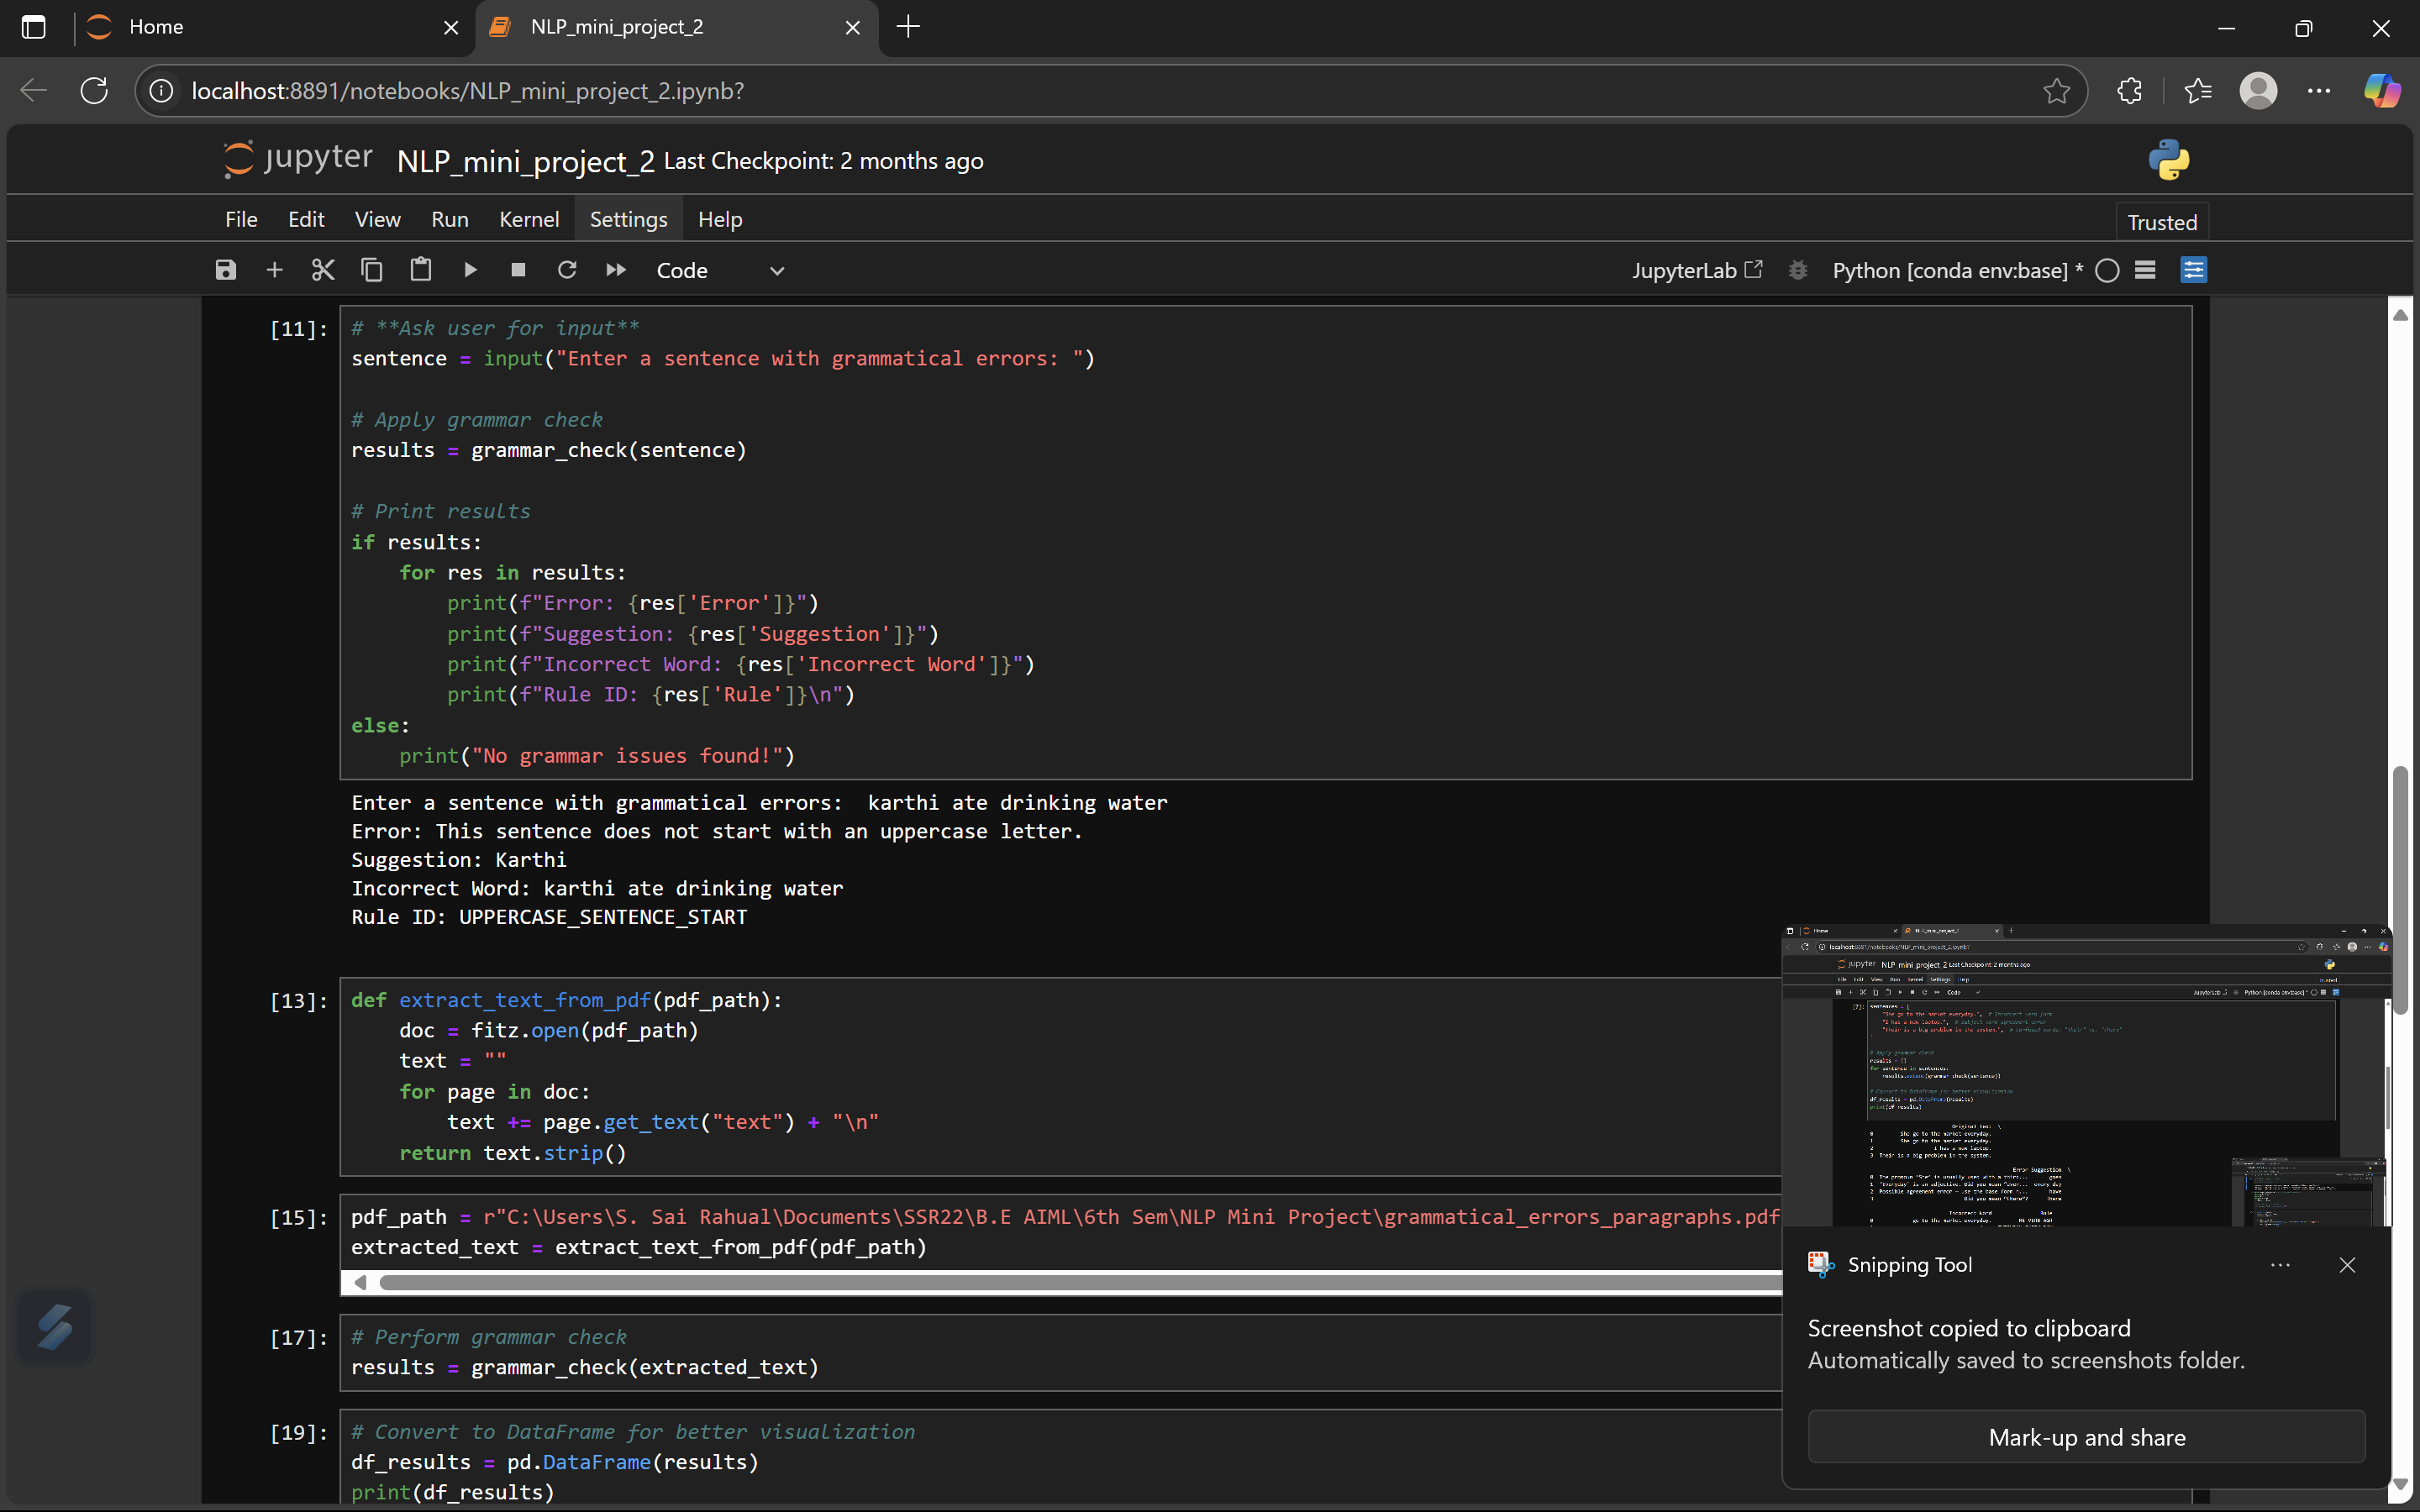 Home
NLP_mini_project_2
localhost:8891/notebooks/NLP_mini_project_2.ipynb?
jupyter NLP_mini_project_2 Last Checkpoint: 2 months ago
File Edit View Run Kernel Settings Help
Trusted
Code
JupyterLab
Python [conda env:base] *
[11]:
# **Ask user for input**
sentence = input("Enter a sentence with grammatical errors: ")
# Apply grammar check
results = grammar_check(sentence)
# Print results
if results:
    for res in results:
        print(f"Error: {res['Error']}")
        print(f"Suggestion: {res['Suggestion']}")
        print(f"Incorrect Word: {res['Incorrect Word']}")
        print(f"Rule ID: {res['Rule']}\n")
else:
    print("No grammar issues found!")
Enter a sentence with grammatical errors:  karthi ate drinking water
Error: This sentence does not start with an uppercase letter.
Suggestion: Karthi
Incorrect Word: karthi ate drinking water
Rule ID: UPPERCASE_SENTENCE_START
[13]:
def extract_text_from_pdf(pdf_path):
    doc = fitz.open(pdf_path)
    text = ""
    for page in doc:
        text += page.get_text("text") + "\n"
    return text.strip()
[15]:
pdf_path = r"C:\Users\S. Sai Rahual\Documents\SSR22\B.E AIML\6th Sem\NLP Mini Project\grammatical_errors_paragraphs.pdf
extracted_text = extract_text_from_pdf(pdf_path)
[17]:
# Perform grammar check
results = grammar_check(extracted_text)
[19]:
# Convert to DataFrame for better visualization
df_results = pd.DataFrame(results)
print(df_results)
Snipping Tool
Screenshot copied to clipboard
Automatically saved to screenshots folder.
Mark-up and share